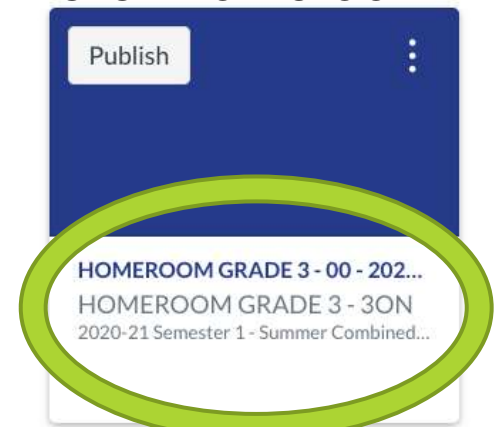 Publish
HOMEROOM GRADE 3 - 00 - 202...
HOMEROOM GRADE 3 - 3ON
2020-21 Semester 1 - Summer Combined...